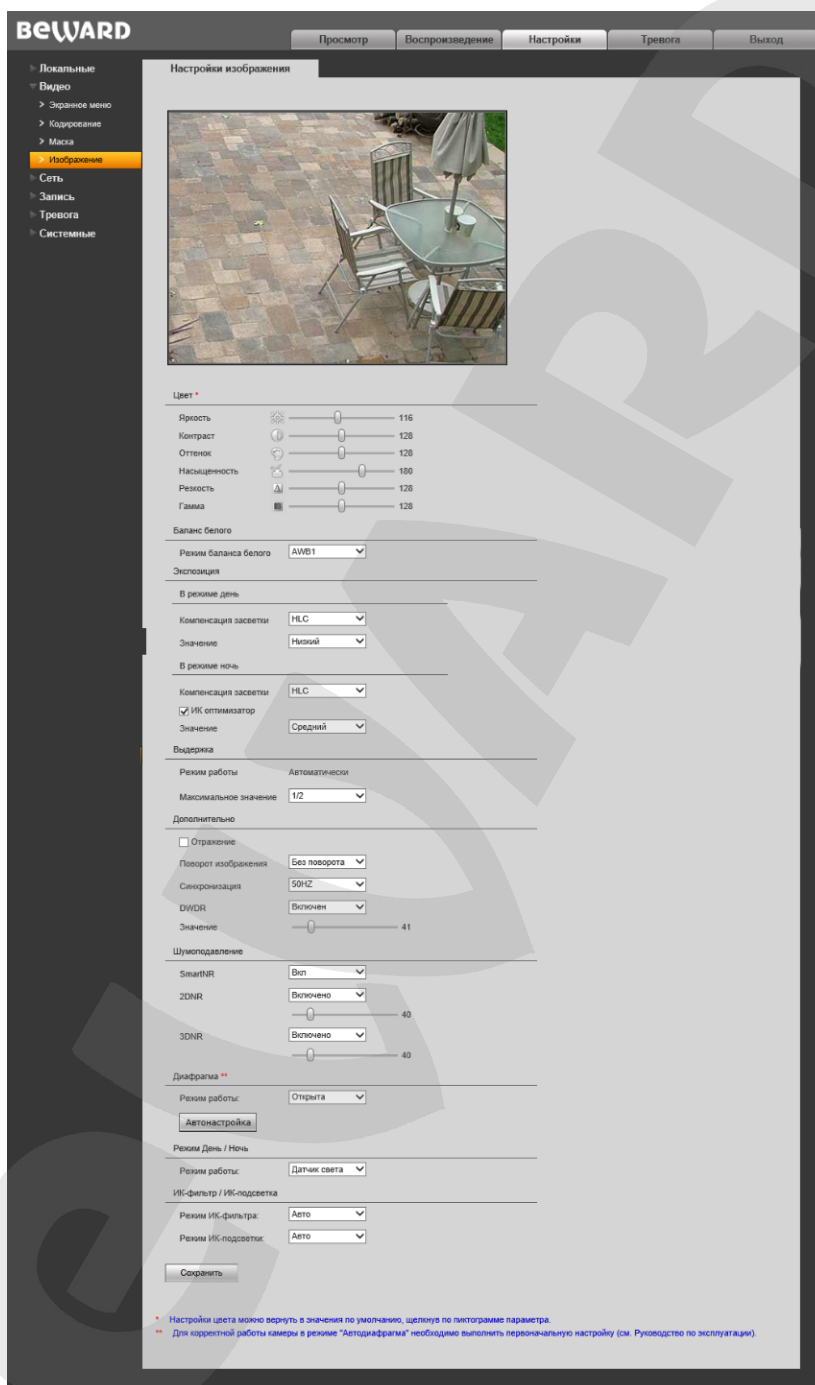 BEWARD
Просмотр Воспроизведение Настройки Тревога Выход
Локальные
Видео
> Экранное меню
> Кодирование
> Маска
> Изображение
Сеть
Запись
Тревога
Системные
Настройки изображения
Цвет *
Яркость 116
Контраст 128
Оттенок 128
Насыщенность 180
Резкость 128
Гамма 128
Баланс белого
Режим баланса белого AWB1
Экспозиция
В режиме день
Компенсация засветки HLC
Значение Низкий
В режиме ночь
Компенсация засветки HLC
ИК оптимизатор
Значение Средний
Выдержка
Режим работы Автоматически
Максимальное значение 1/2
Дополнительно
Отражение
Поворот изображения Без поворота
Синхронизация 50HZ
DWDR Включен
Значение 41
Шумоподавление
SmartNR Вкл
2DNR Включено
40
3DNR Включено
40
Диафрагма **
Режим работы: Открыта
Автонастройка
Режим День / Ночь
Режим работы: Датчик света
ИК-фильтр / ИК-подсветка
Режим ИК-фильтра: Авто
Режим ИК-подсветки: Авто
Сохранить
* Настройки цвета можно вернуть в значения по умолчанию, щелкнув по пиктограмме параметра.
** Для корректной работы камеры в режиме "Автодиафрагма" необходимо выполнить первоначальную настройку (см. Руководство по эксплуатации).